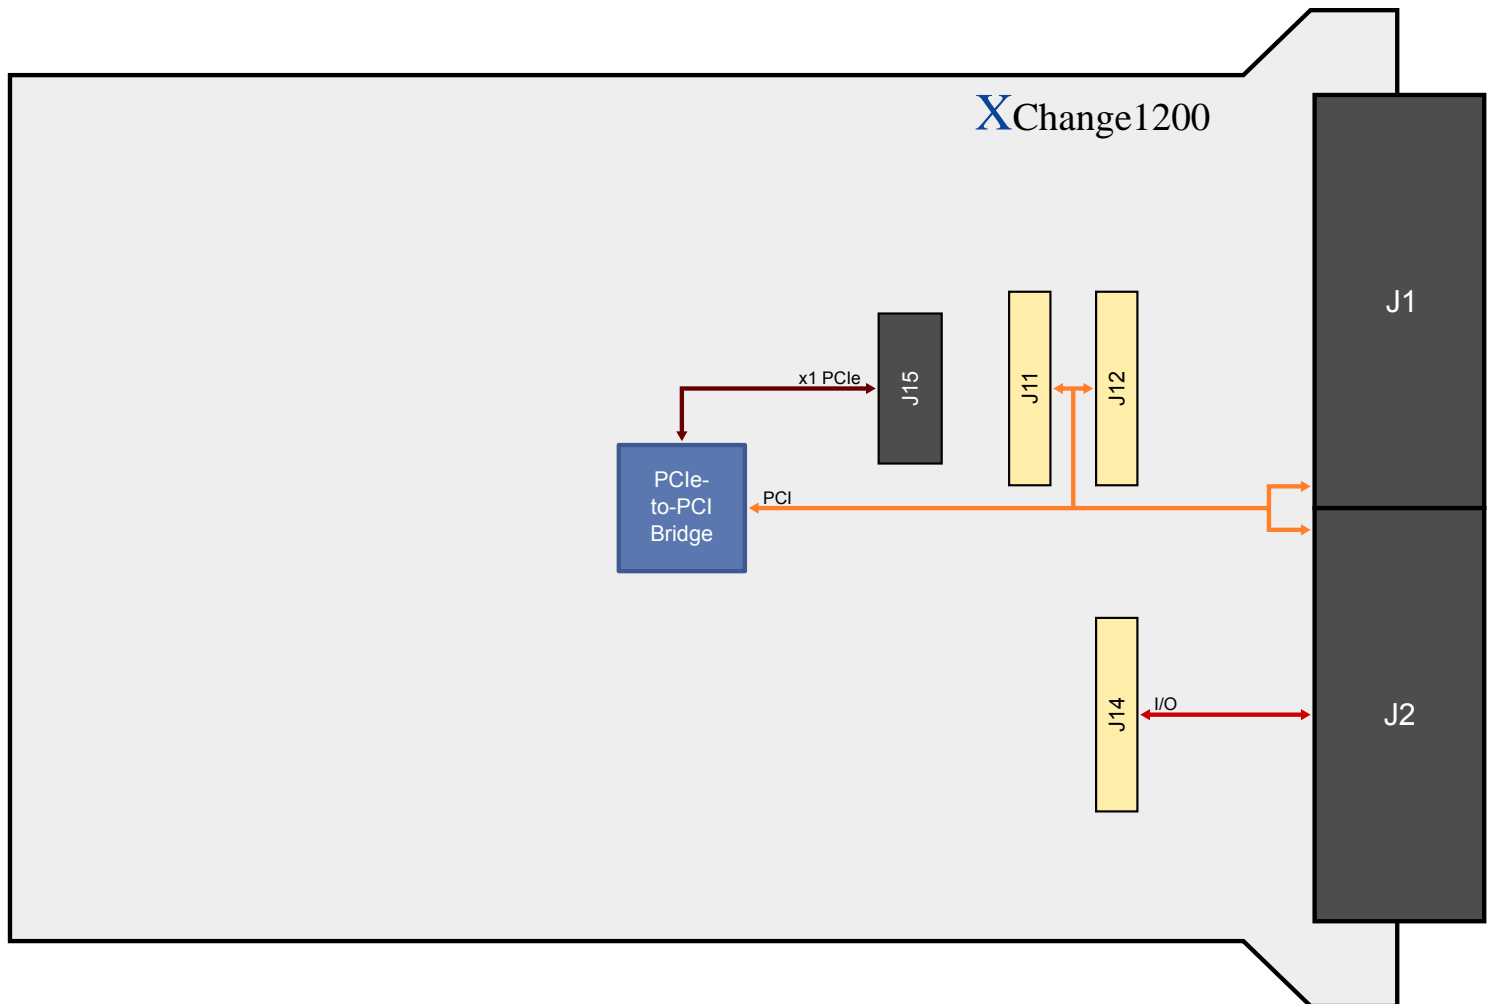 XChange1200
J1
J15
J11
J12
x1 PCIe
PCIe-
to-PCI
Bridge
PCI
J14
I/O
J2